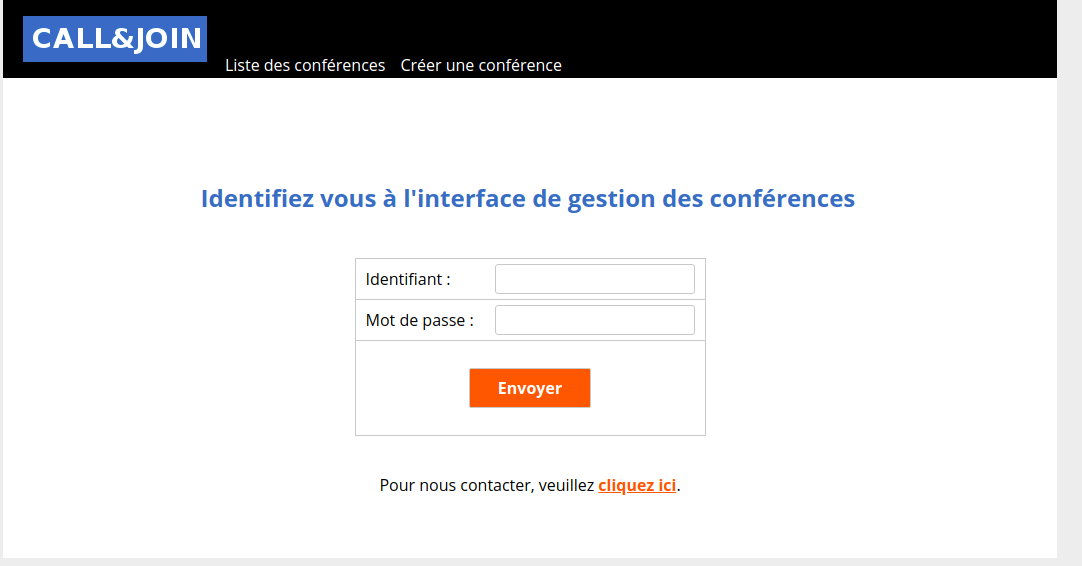 CALL&JOIN
Liste des conférences Créer une conférence
Identifiez vous à l'interface de gestion des conférences
Identifiant :
Mot de passe :
Envoyer
Pour nous contacter, veuillez cliquez ici.